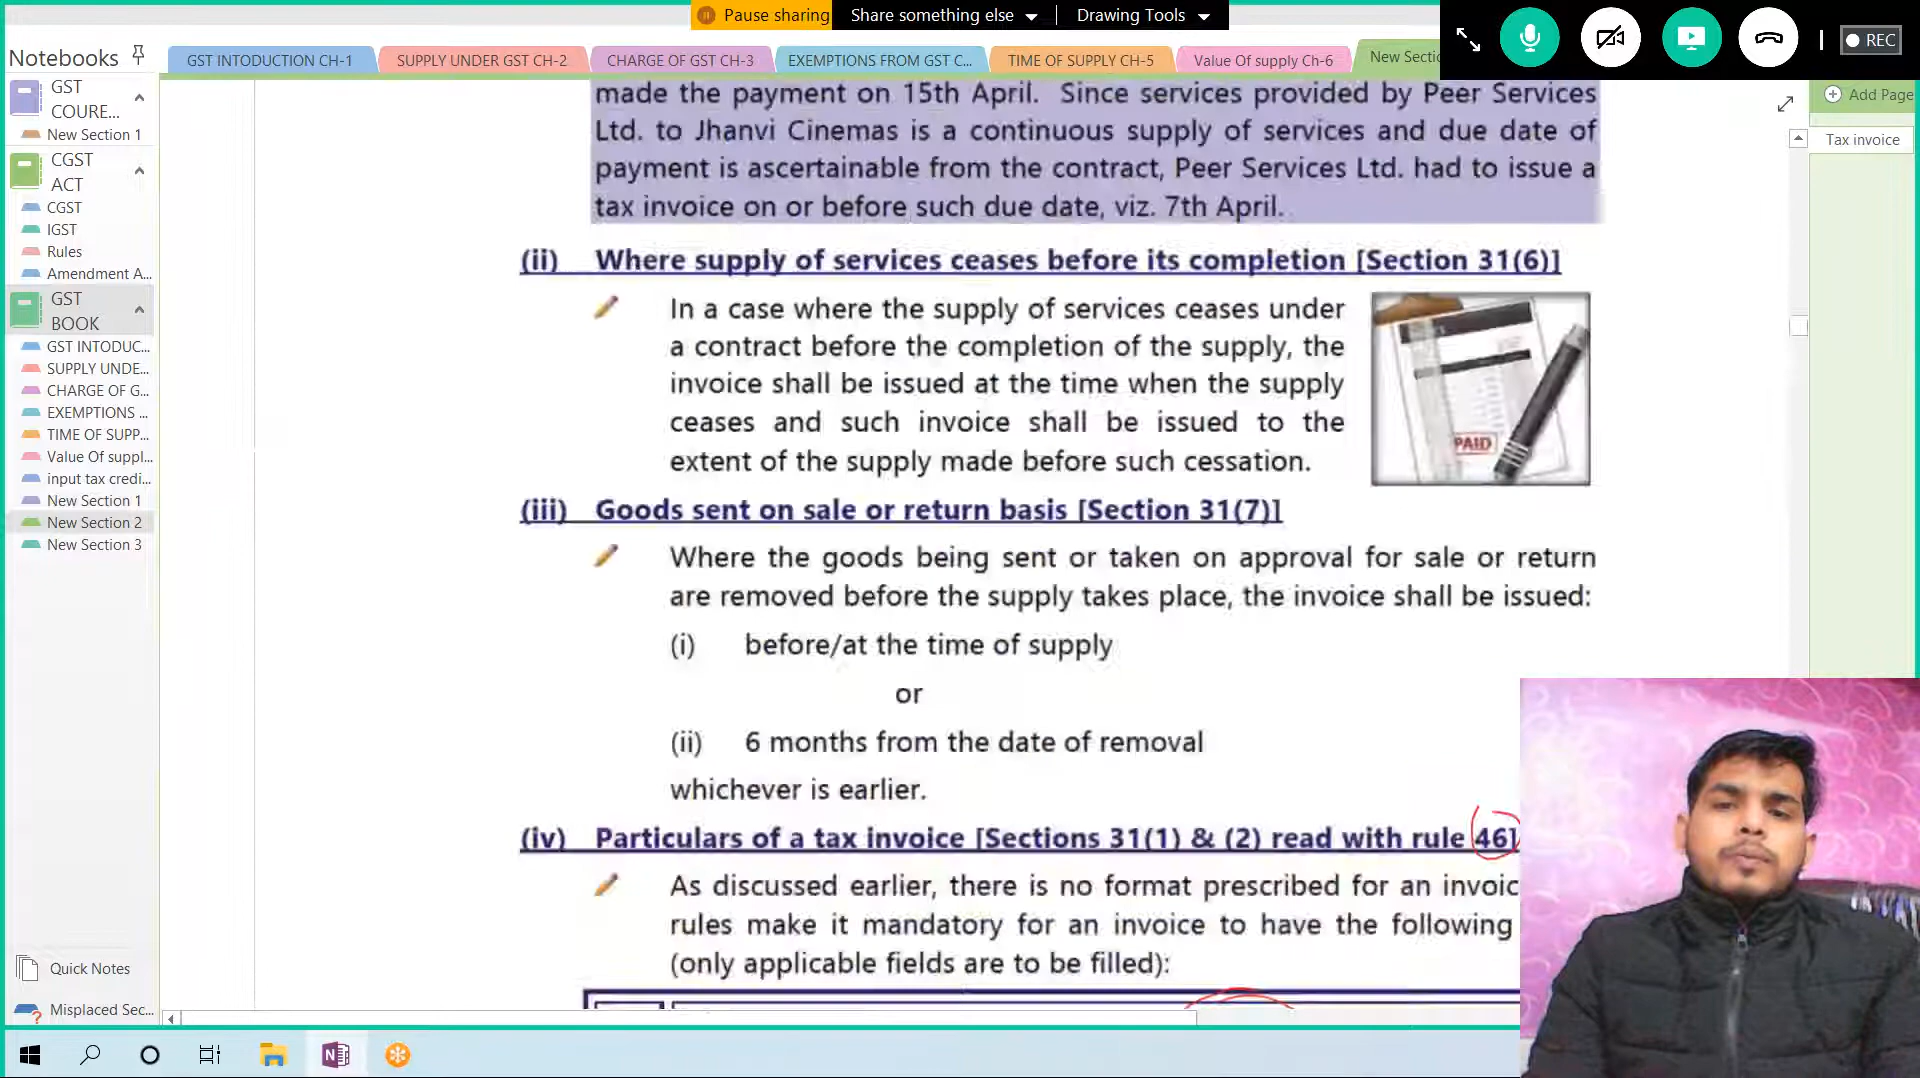 Pause sharing
Share something else
Drawing Tools
REC
Notebooks
GST INTODUCTION CH-1
SUPPLY UNDER GST CH-2
CHARGE OF GST CH-3
EXEMPTIONS FROM GST C...
TIME OF SUPPLY CH-5
Value Of supply Ch-6
New Sectio
Add Page
Tax invoice
GST
COURE...
New Section 1
CGST
ACT
CGST
IGST
Rules
Amendment A...
GST
BOOK
GST INTODUC...
SUPPLY UNDE...
CHARGE OF G...
EXEMPTIONS ...
TIME OF SUPP...
Value Of suppl...
input tax credi...
New Section 1
New Section 2
New Section 3
Quick Notes
Misplaced Sec...
made the payment on 15th April. Since services provided by Peer Services
Ltd. to Jhanvi Cinemas is a continuous supply of services and due date of
payment is ascertainable from the contract, Peer Services Ltd. had to issue a
tax invoice on or before such due date, viz. 7th April.
(ii) Where supply of services ceases before its completion [Section 31(6)]
In a case where the supply of services ceases under
a contract before the completion of the supply, the
invoice shall be issued at the time when the supply
ceases and such invoice shall be issued to the
extent of the supply made before such cessation.
PAID
(iii) Goods sent on sale or return basis [Section 31(7)]
Where the goods being sent or taken on approval for sale or return
are removed before the supply takes place, the invoice shall be issued:
(i) before/at the time of supply
or
(ii) 6 months from the date of removal
whichever is earlier.
(iv) Particulars of a tax invoice [Sections 31(1) & (2) read with rule 46]
As discussed earlier, there is no format prescribed for an invoic
rules make it mandatory for an invoice to have the following
(only applicable fields are to be filled):